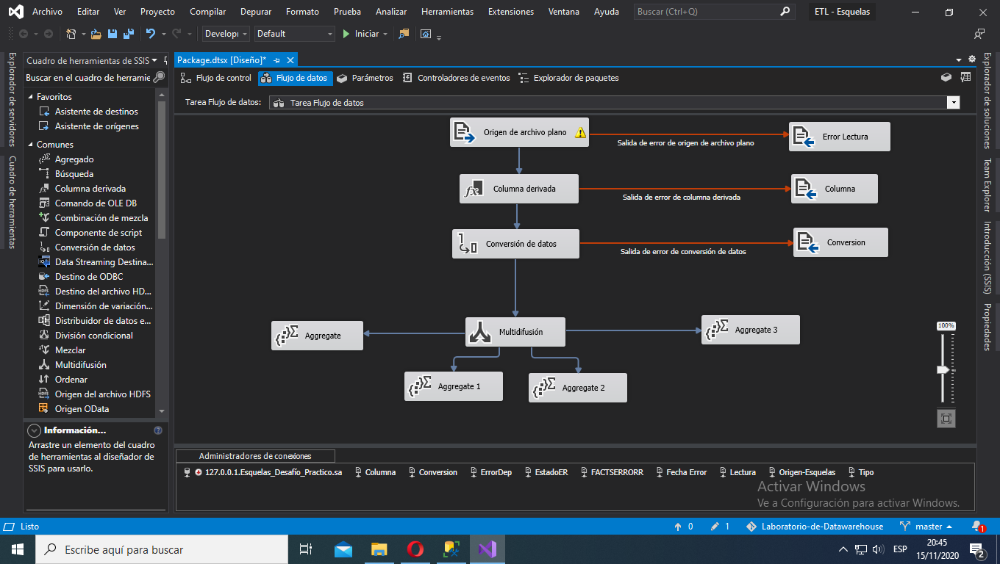 Archivo Editar Ver Proyecto Compilar Depurar Formato Prueba Analizar Herramientas Extensiones Ventana Ayuda Buscar (Ctrl+Q) ETL - Esquelas
Developı Default Iniciar
Cuadro de herramientas de SSIS
Package.dtsx [Diseño]*
Buscar en el cuadro de herramie
Flujo de control Flujo de datos Parámetros Controladores de eventos Explorador de paquetes
Tarea Flujo de datos: Tarea Flujo de datos
Explorador de servidores
Cuadro de herramientas
Favoritos
Asistente de destinos
Asistente de orígenes
Comunes
Agregado
Búsqueda
Columna derivada
Comando de OLE DB
Combinación de mezcla
Componente de script
Conversión de datos
Data Streaming Destina...
Destino de ODBC
Destino del archivo HD...
Dimensión de variación...
Distribuidor de datos e...
División condicional
Mezclar
Multidifusión
Ordenar
Origen del archivo HDFS
Origen OData
Información...
Arrastre un elemento del cuadro
de herramientas al diseñador de
SSIS para usarlo.
Origen de archivo plano
Salida de error de origen de archivo plano
Error Lectura
Columna derivada
Salida de error de columna derivada
Columna
Conversión de datos
Salida de error de conversión de datos
Conversion
Aggregate
Multidifusión
Aggregate 3
Aggregate 1
Aggregate 2
100%
Explorador de soluciones
Team Explorer
Introducción (SSIS)
Propiedades
Administradores de conexiones
127.0.0.1.Esquelas_Desafío_Practico.sa Columna Conversion ErrorDep EstadoER FACTSERRORR Fecha Error Lectura Origen-Esquelas Tipo
Activar Windows
Ve a Configuración para activar Windows.
Listo 0 1 Laboratorio-de-Datawarehouse master 1
Escribe aquí para buscar
ESP
20:45
15/11/2020
2